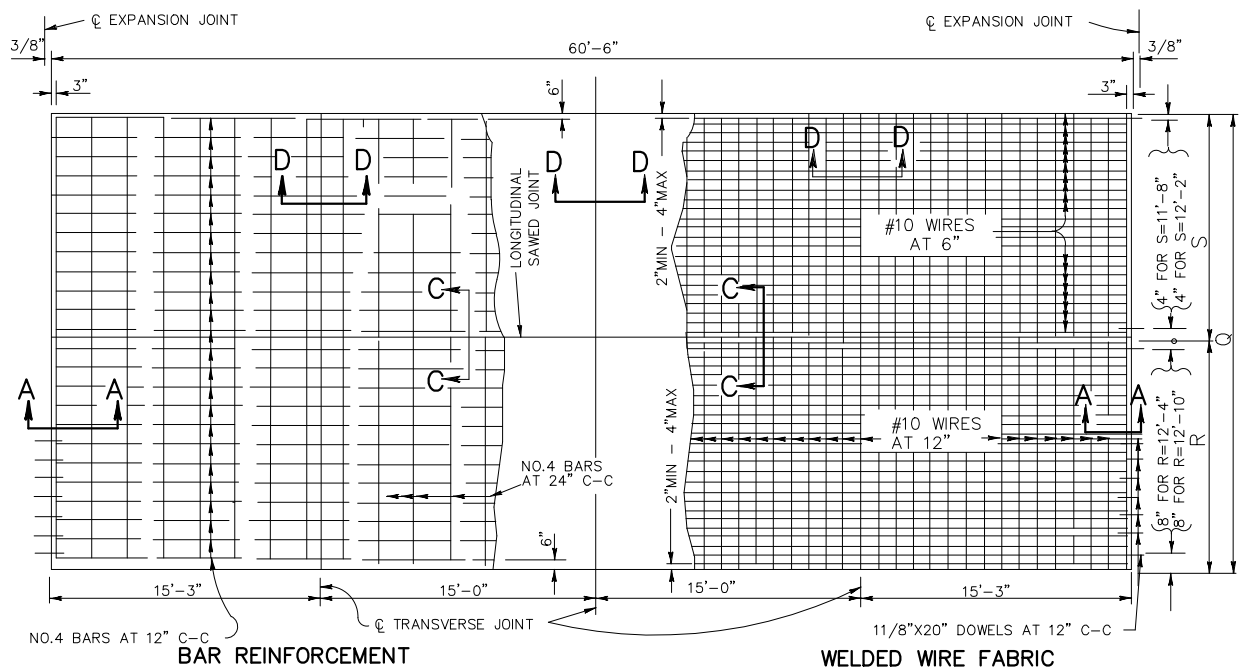 ℄ EXPANSION JOINT
℄ EXPANSION JOINT
3/8"
60'-6"
3/8"
3"
6"
3"
D D
D D
D D
LONGITUDINAL
SAWED JOINT
2"MIN - 4"MAX
#10 WIRES
AT 6"
4" FOR S=11'-8"
4" FOR S=12'-2"
S
Q
C
C
C
C
A A
A A
2"MIN - 4"MAX
#10 WIRES
AT 12"
NO.4 BARS
AT 24" C-C
8" FOR R=12'-4"
8" FOR R=12'-10"
R
6"
15'-3"
15'-0"
15'-0"
15'-3"
NO.4 BARS AT 12" C-C
℄ TRANSVERSE JOINT
11/8"X20" DOWELS AT 12" C-C
BAR REINFORCEMENT
WELDED WIRE FABRIC